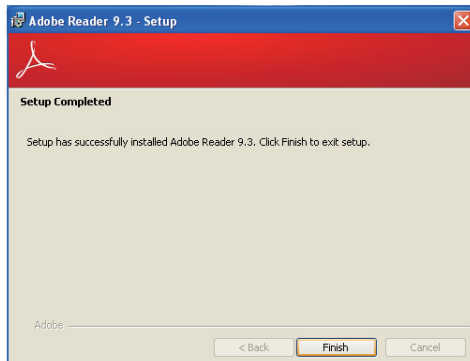 Adobe Reader 9.3 - Setup
Setup Completed
Setup has successfully installed Adobe Reader 9.3. Click Finish to exit setup.
Adobe
< Back Finish Cancel